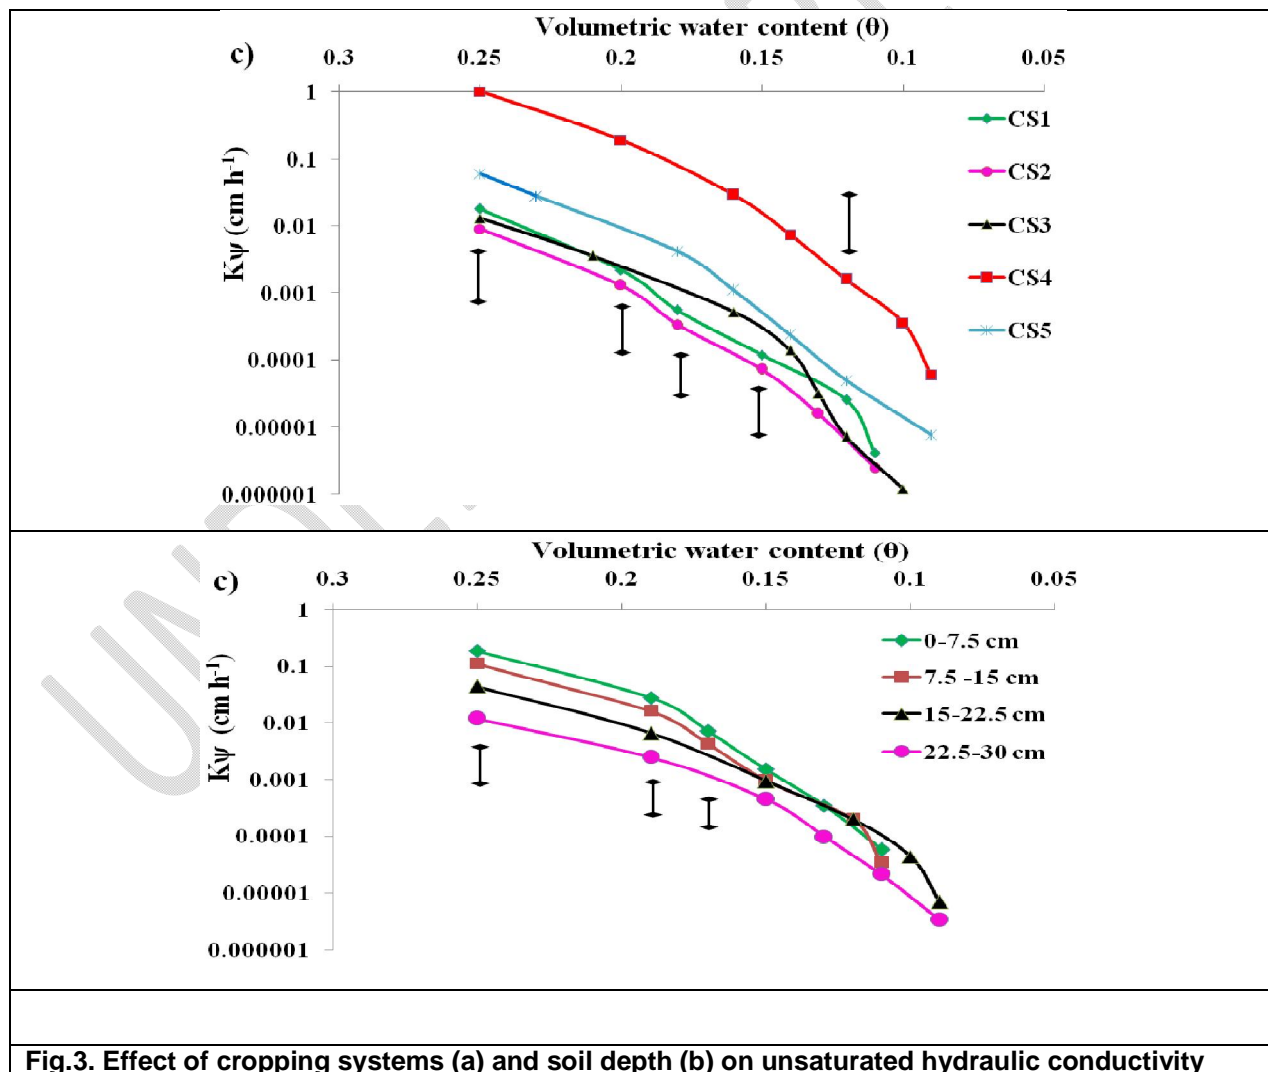 Volumetric water content (θ)
c)
0.3 0.25 0.2 0.15 0.1 0.05
1
0.1
0.01
0.001
0.0001
0.00001
0.000001
Kψ (cm h-1)
CS1
CS2
CS3
CS4
CS5
Volumetric water content (θ)
c)
0.3 0.25 0.2 0.15 0.1 0.05
1
0.1
0.01
0.001
0.0001
0.00001
0.000001
Kψ (cm h-1)
0-7.5 cm
7.5 -15 cm
15-22.5 cm
22.5-30 cm
Fig.3. Effect of cropping systems (a) and soil depth (b) on unsaturated hydraulic conductivity